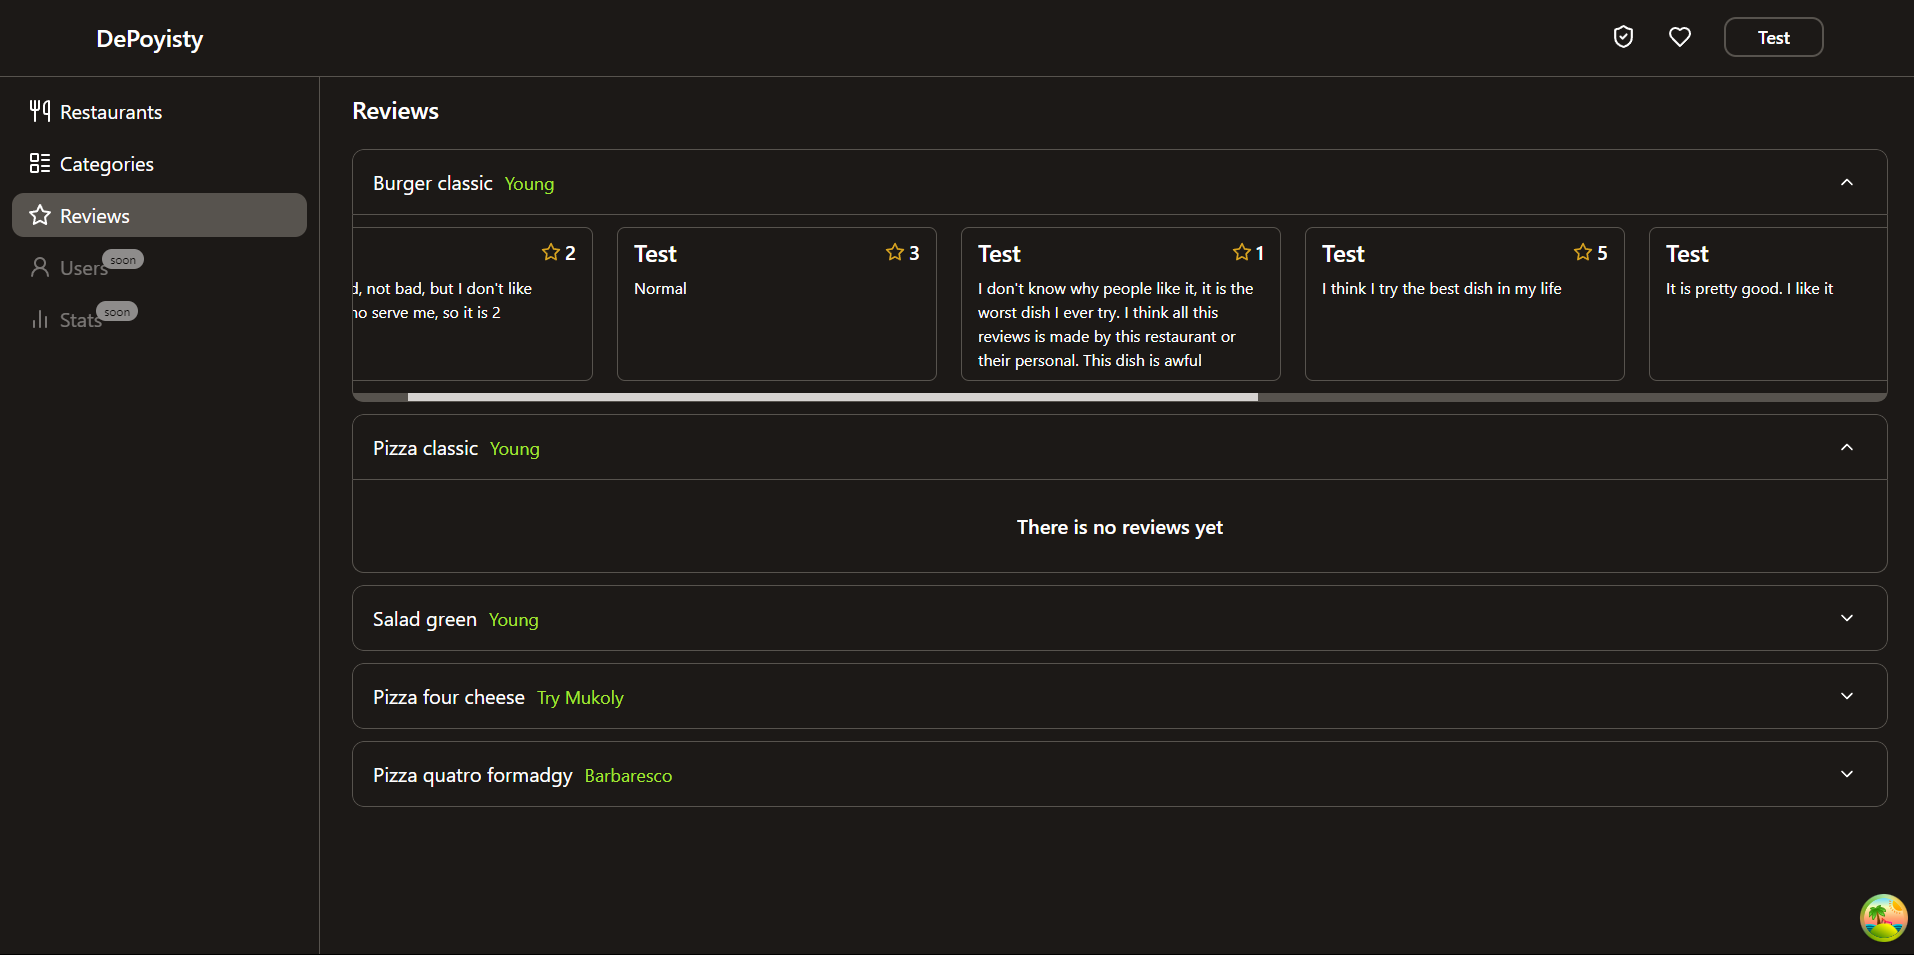 DePoyisty
Test
Restaurants
Categories
Reviews
Users soon
Stats soon
Reviews
Burger classic Young
2
d, not bad, but I don't like
no serve me, so it is 2
Test 3
Normal
Test 1
I don't know why people like it, it is the
worst dish I ever try. I think all this
reviews is made by this restaurant or
their personal. This dish is awful
Test 5
I think I try the best dish in my life
Test
It is pretty good. I like it
Pizza classic Young
There is no reviews yet
Salad green Young
Pizza four cheese Try Mukoly
Pizza quatro formadgy Barbaresco